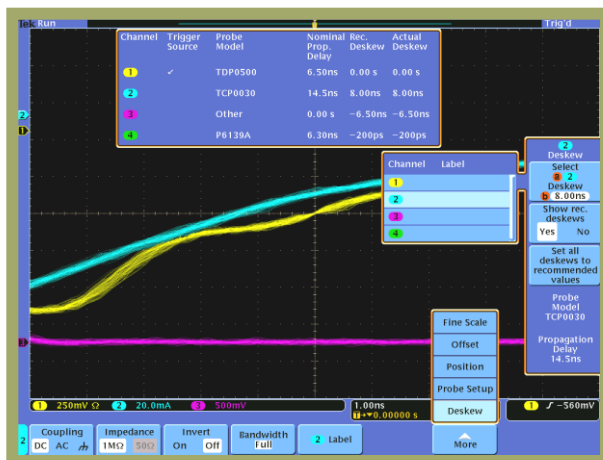 Tek Run Trig'd
Channel Trigger Source Probe Model Nominal Prop. Delay Rec. Deskew Actual Deskew
1 ✓ TDP0500 6.50ns 0.00 s 0.00 s
2 TCP0030 14.5ns 8.00ns 8.00ns
3 Other 0.00 s −6.50ns −6.50ns
4 P6139A 6.30ns −200ps −200ps
2
1
3
Channel Label
1
2
3
4
2
Deskew
Select
a 2
Deskew
b 8.00ns
Show rec.
deskews
Yes No
Set all
deskews to
recommended
values
Probe
Model
TCP0030
Propagation
Delay
14.5ns
Fine Scale
Offset
Position
Probe Setup
Deskew
1 250mV Ω 2 20.0mA 3 500mV 1.00ns 1 ∫ −560mV
T→▼0.00000 s
2
Coupling
DC AC
Impedance
1MΩ 50Ω
Invert
On Off
Bandwidth
Full
2 Label
More